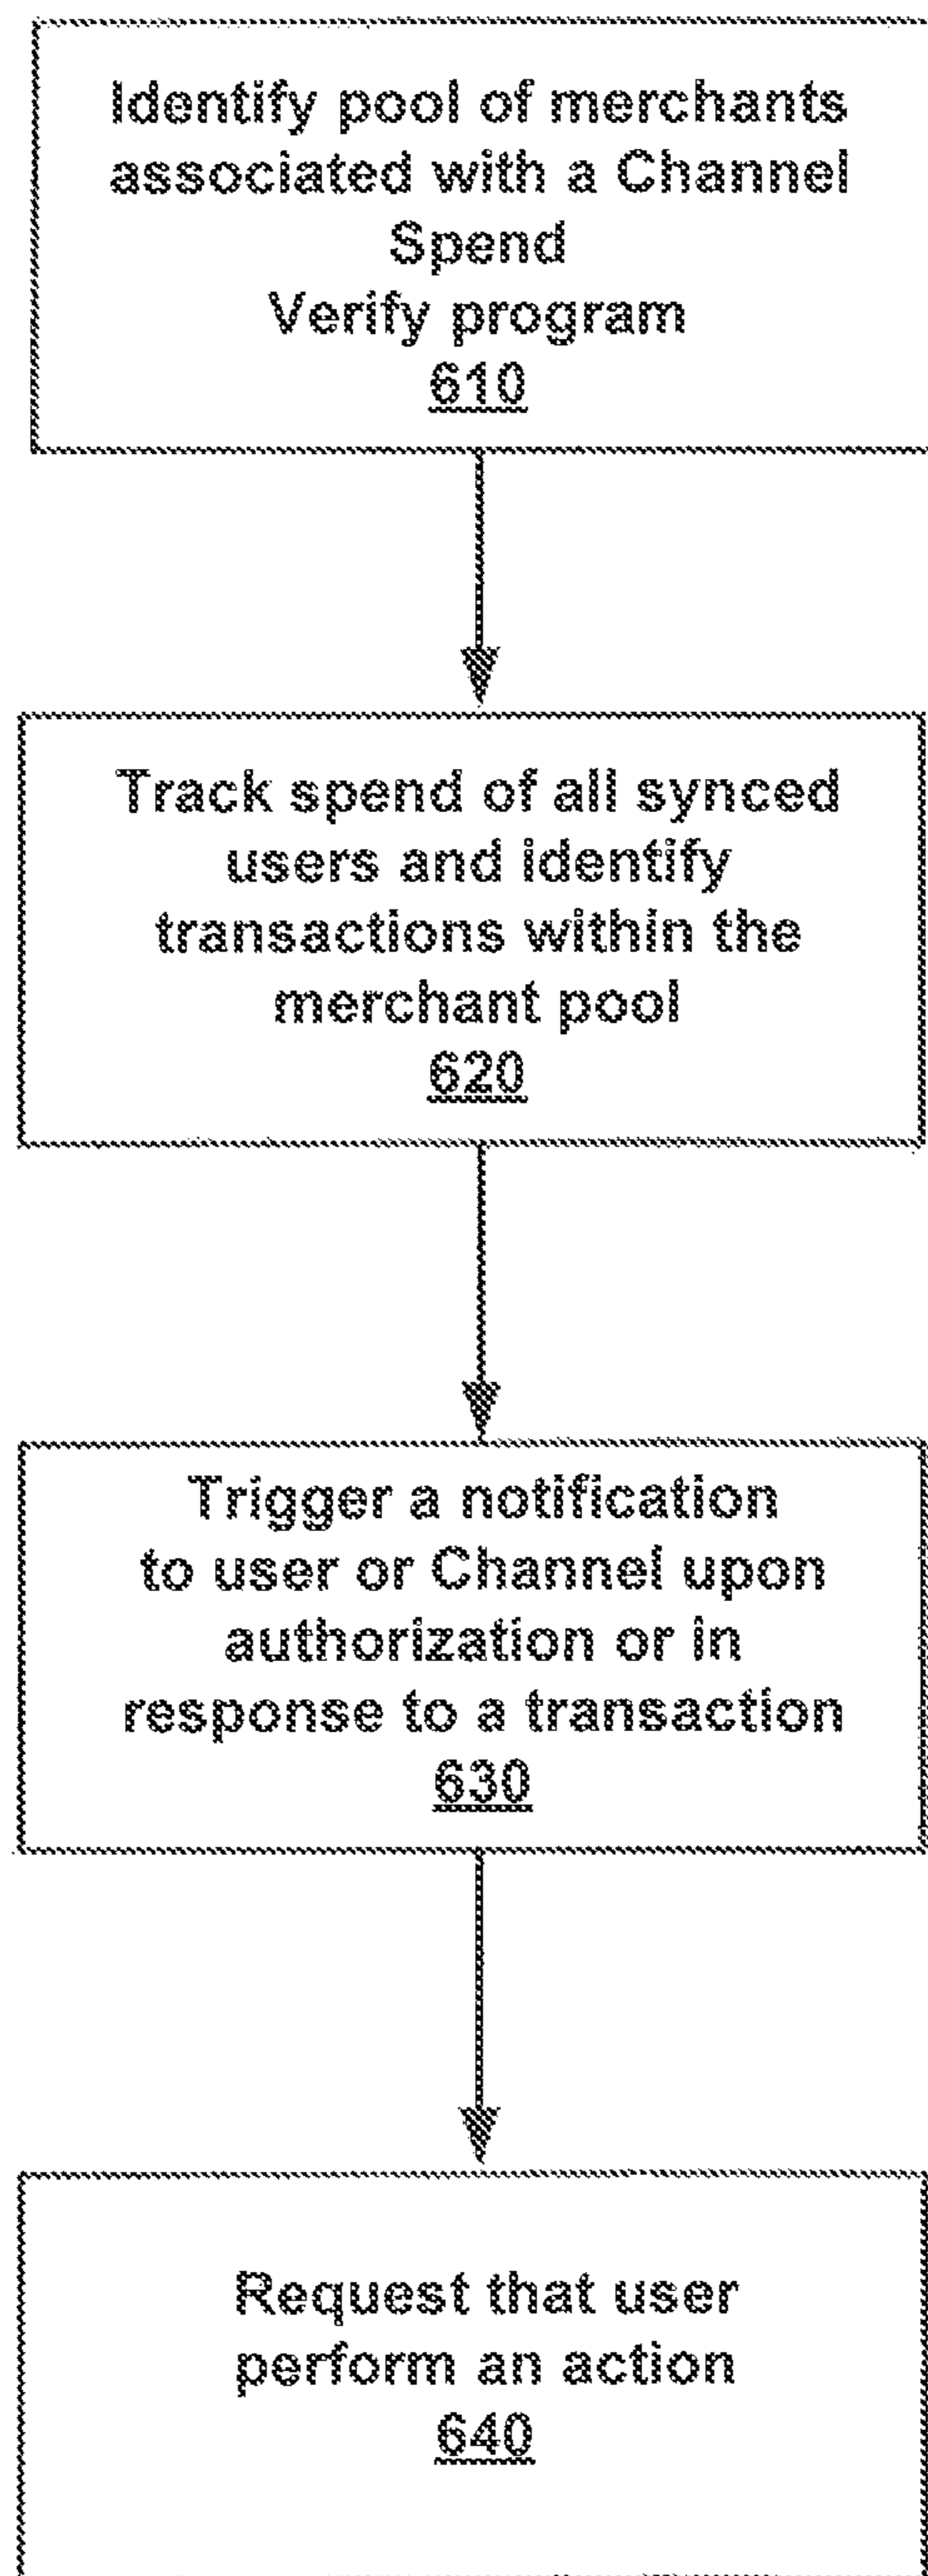 Identify pool of merchants
associated with a Channel
Spend
Verify program
610
Track spend of all synced
users and identify
transactions within the
merchant pool
620
Trigger a notification
to user or Channel upon
authorization or in
response to a transaction
630
Request that user
perform an action
640